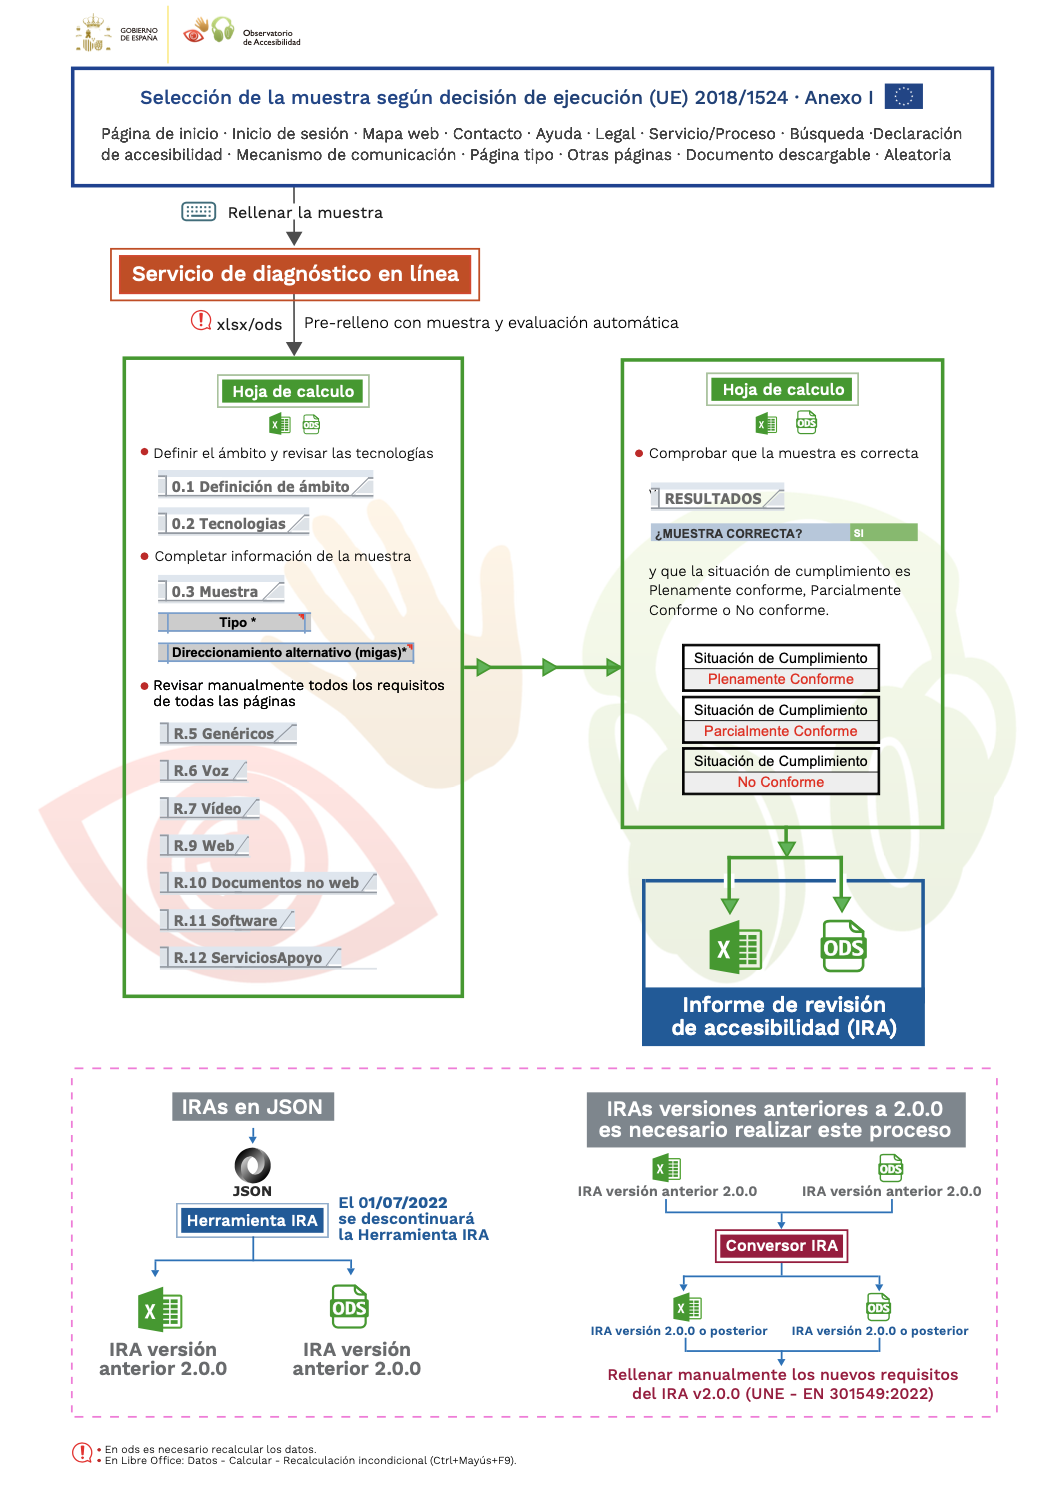 GOBIERNO
DE ESPAÑA
Observatorio
de Accesibilidad
Selección de la muestra según decisión de ejecución (UE) 2018/1524 · Anexo I
Página de inicio · Inicio de sesión · Mapa web · Contacto · Ayuda · Legal · Servicio/Proceso · Búsqueda ·Declaración
de accesibilidad · Mecanismo de comunicación · Página tipo · Otras páginas · Documento descargable · Aleatoria
Rellenar la muestra
Servicio de diagnóstico en línea
xlsx/ods
Pre-relleno con muestra y evaluación automática
Hoja de calculo
X
ODS
• Definir el ámbito y revisar las tecnologías
0.1 Definición de ámbito
0.2 Tecnologias
• Completar información de la muestra
0.3 Muestra
Tipo *
Direccionamiento alternativo (migas)*
• Revisar manualmente todos los requisitos
de todas las páginas
R.5 Genéricos
R.6 Voz
R.7 Vídeo
R.9 Web
R.10 Documentos no web
R.11 Software
R.12 ServiciosApoyo
Hoja de calculo
X
ODS
• Comprobar que la muestra es correcta
RESULTADOS
¿MUESTRA CORRECTA? SI
y que la situación de cumplimiento es
Plenamente conforme, Parcialmente
Conforme o No conforme.
Situación de Cumplimiento
Plenamente Conforme
Situación de Cumplimiento
Parcialmente Conforme
Situación de Cumplimiento
No Conforme
X
ODS
Informe de revisión
de accesibilidad (IRA)
IRAs en JSON
JSON
Herramienta IRA
El 01/07/2022
se descontinuará
la Herramienta IRA
X
ODS
IRA versión
anterior 2.0.0
IRA versión
anterior 2.0.0
IRAs versiones anteriores a 2.0.0
es necesario realizar este proceso
X
ODS
IRA versión anterior 2.0.0
IRA versión anterior 2.0.0
Conversor IRA
X
ODS
IRA versión 2.0.0 o posterior
IRA versión 2.0.0 o posterior
Rellenar manualmente los nuevos requisitos
del IRA v2.0.0 (UNE - EN 301549:2022)
• En ods es necesario recalcular los datos.
• En Libre Office: Datos - Calcular - Recalculación incondicional (Ctrl+Mayús+F9).